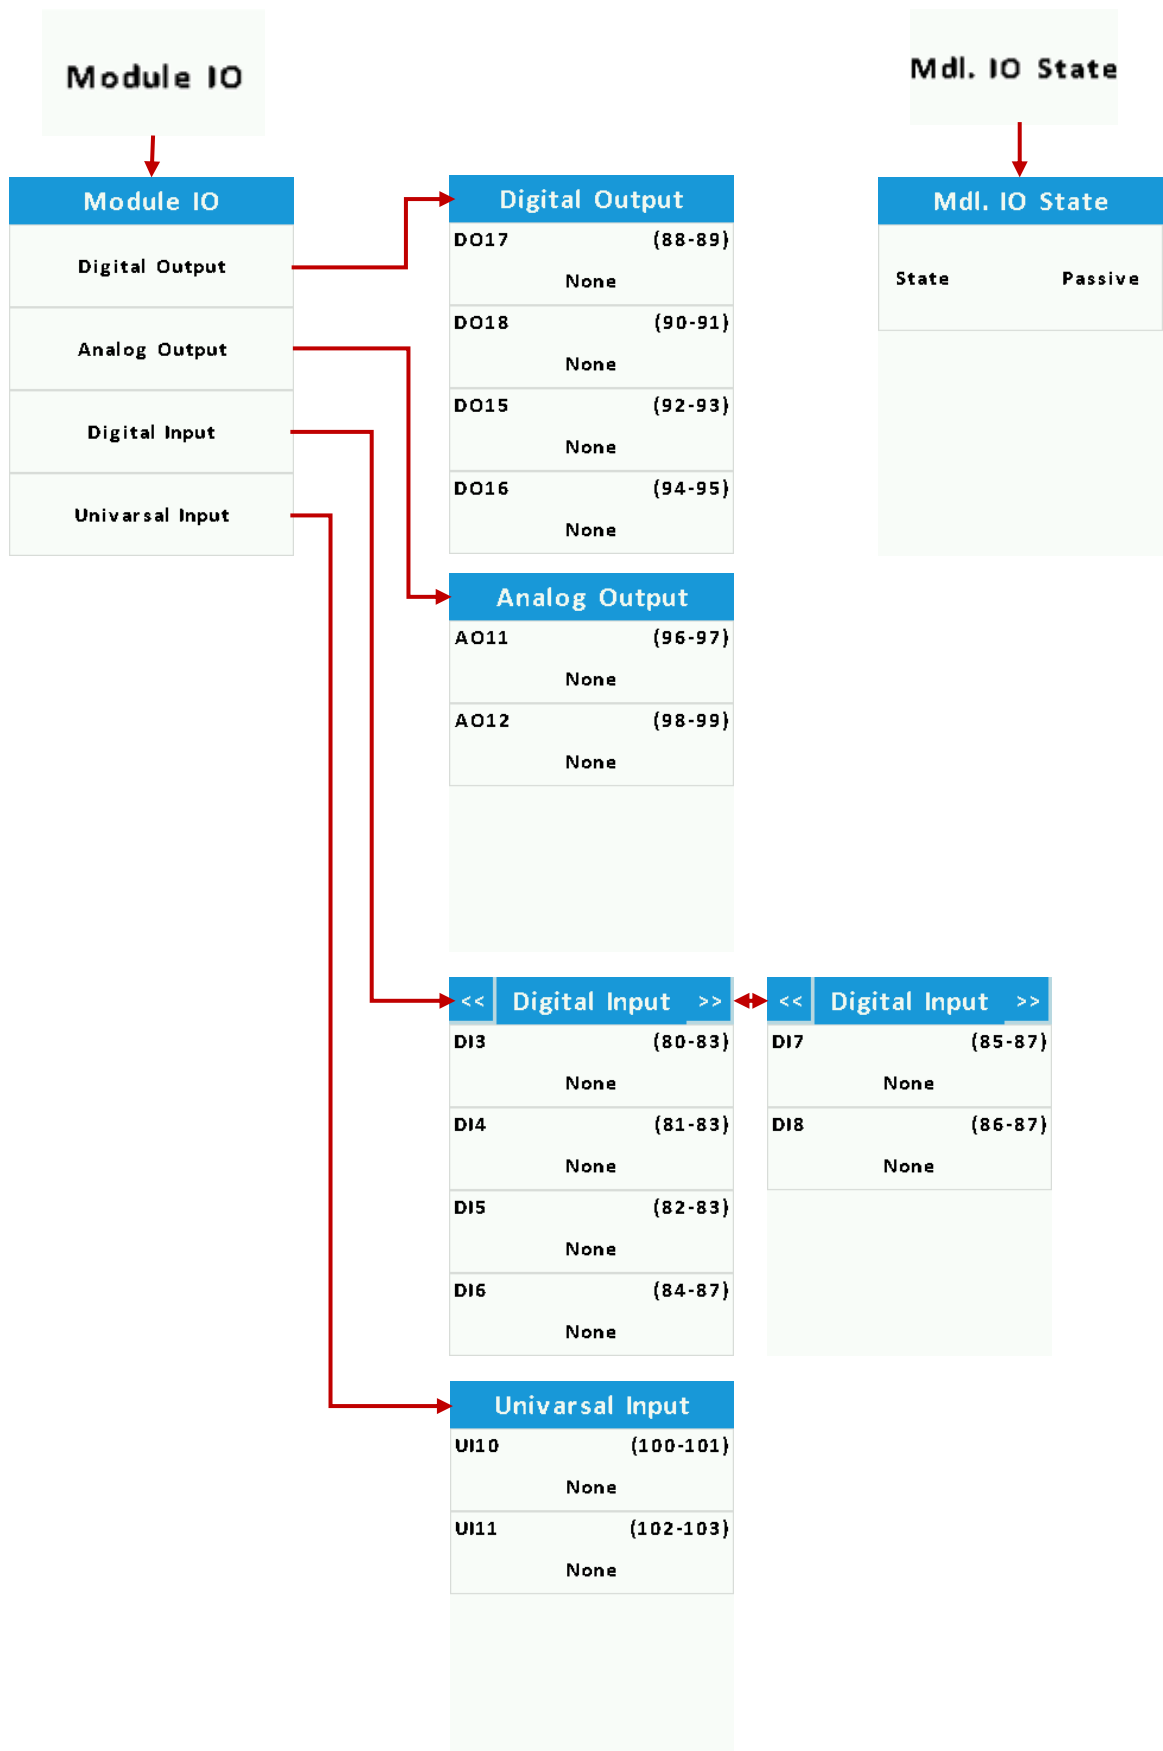 Module IO
Mdl. IO State
Module IO
Digital Output
Analog Output
Digital Input
Univarsal Input
Digital Output
DO17 (88-89)
None
DO18 (90-91)
None
DO15 (92-93)
None
DO16 (94-95)
None
Mdl. IO State
State Passive
Analog Output
AO11 (96-97)
None
AO12 (98-99)
None
<< Digital Input >>
DI3 (80-83)
None
DI4 (81-83)
None
DI5 (82-83)
None
DI6 (84-87)
None
<< Digital Input >>
DI7 (85-87)
None
DI8 (86-87)
None
Univarsal Input
UI10 (100-101)
None
UI11 (102-103)
None